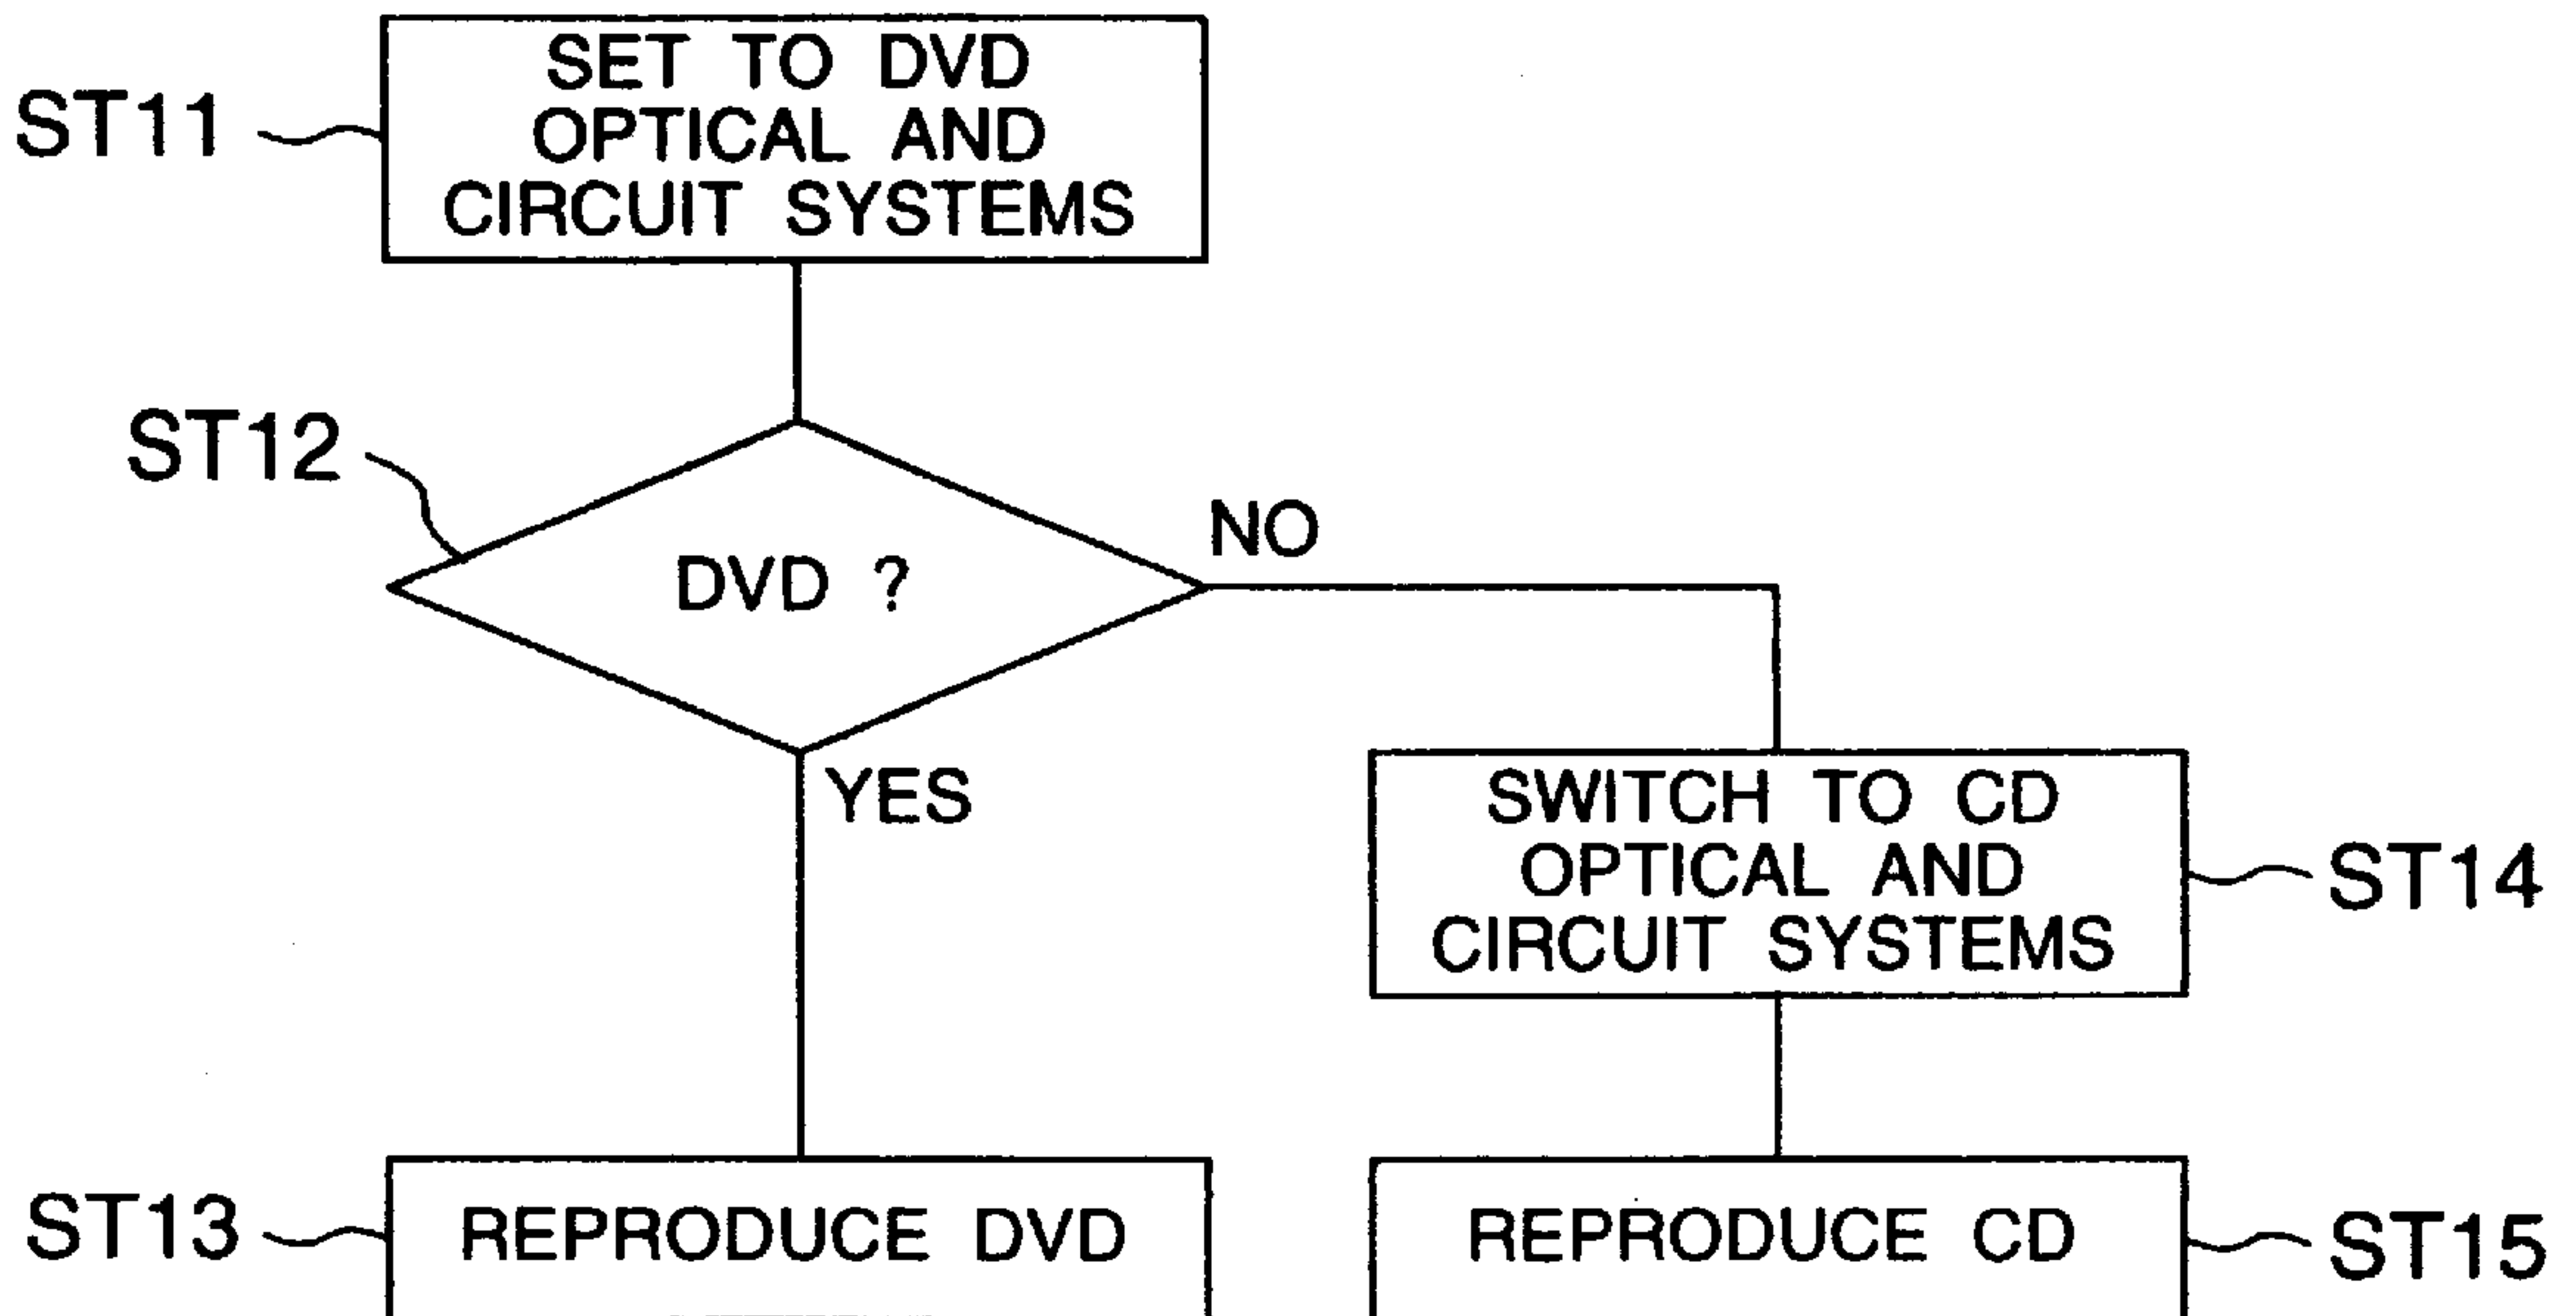 ST11
SET TO DVD
OPTICAL AND
CIRCUIT SYSTEMS
ST12
DVD ?
NO
YES
SWITCH TO CD
OPTICAL AND
CIRCUIT SYSTEMS
ST14
ST13
REPRODUCE DVD
REPRODUCE CD
ST15